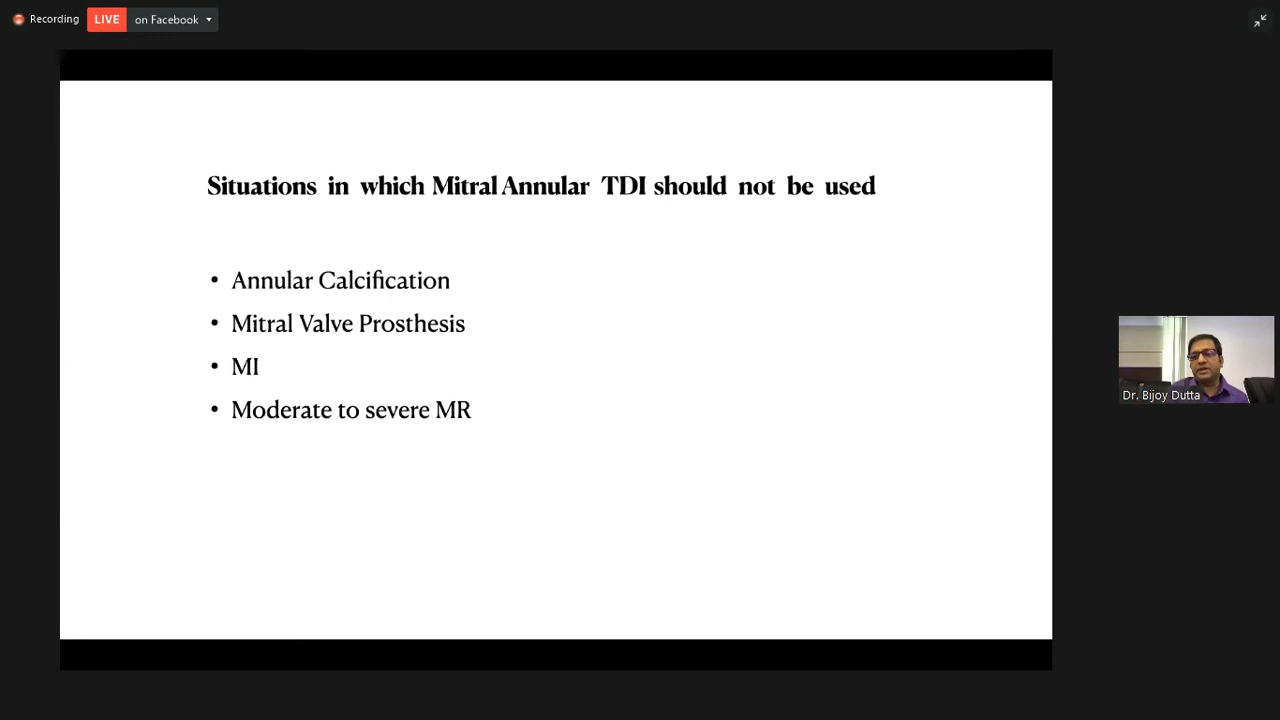 Recording
LIVE on Facebook
Situations in which Mitral Annular TDI should not be used
• Annular Calcification
• Mitral Valve Prosthesis
• MI
• Moderate to severe MR
Dr. Bijoy Dutta